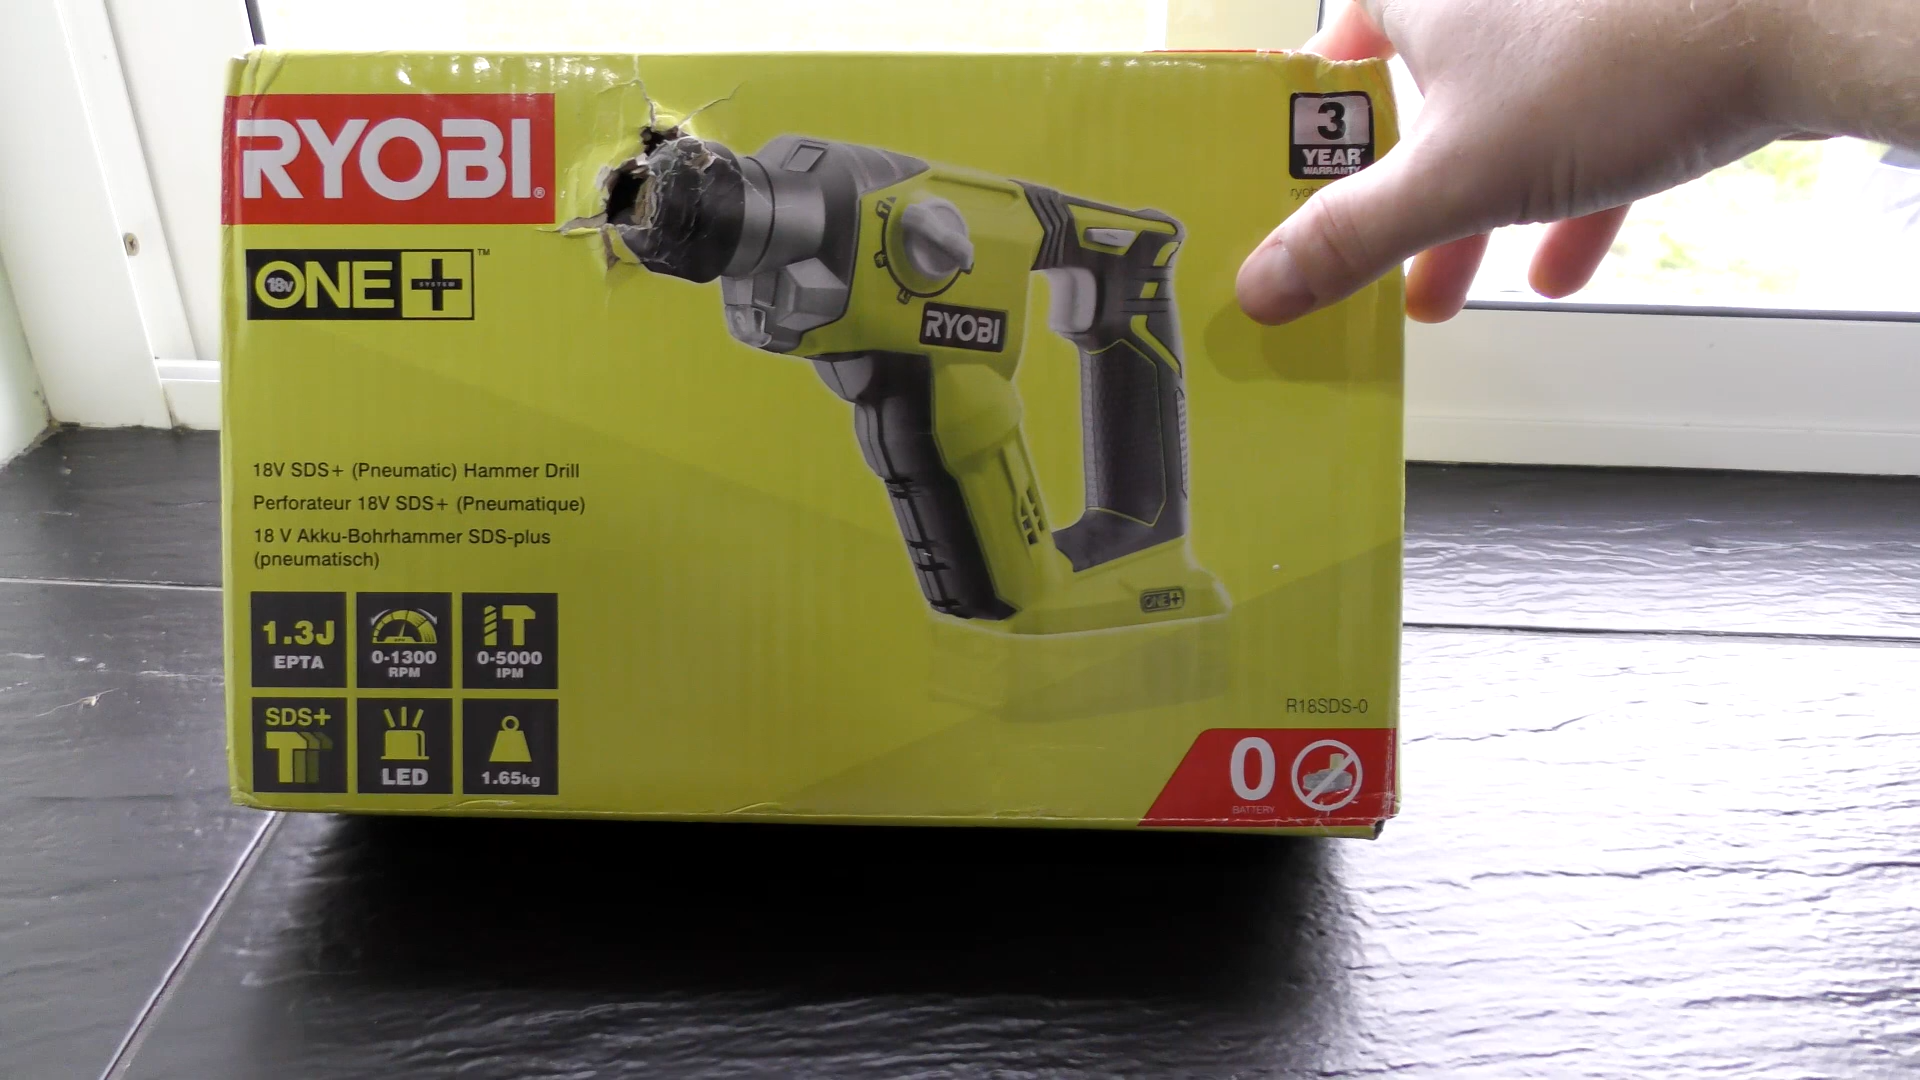 RYOBI®
18V ONE+ SYSTEM ™
3
YEAR
WARRANTY
RYOBI
18V SDS+ (Pneumatic) Hammer Drill
Perforateur 18V SDS+ (Pneumatique)
18 V Akku-Bohrhammer SDS-plus
(pneumatisch)
ONE+
1.3J
EPTA
0-1300
RPM
0-5000
IPM
SDS+
LED
1.65kg
R18SDS-0
0
BATTERY